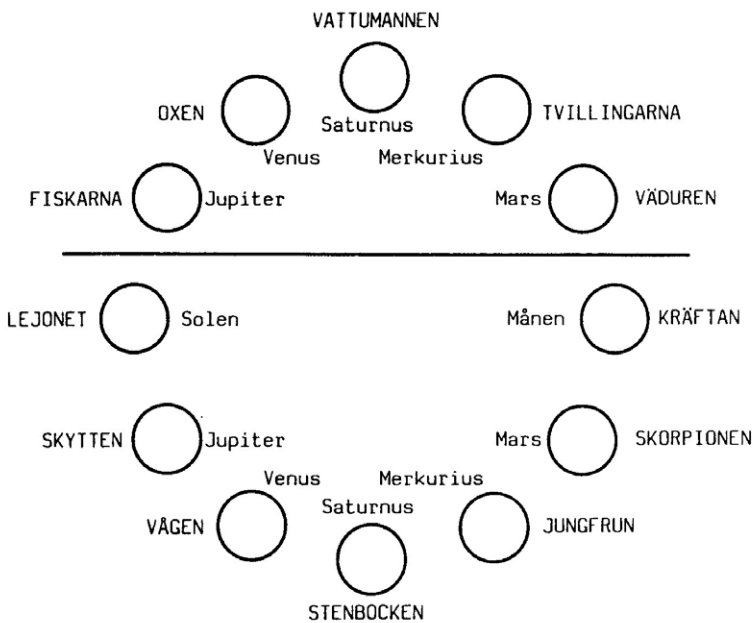 VATTUMANNEN
OXEN TVILLINGARNA
Saturnus
Venus Merkurius
FISKARNA Jupiter Mars VÄDUREN
LEJONET Solen Månen KRÄFTAN
SKYTTEN Jupiter Mars SKORPIONEN
Venus Merkurius
Saturnus
VÅGEN JUNGFRUN
STENBOCKEN